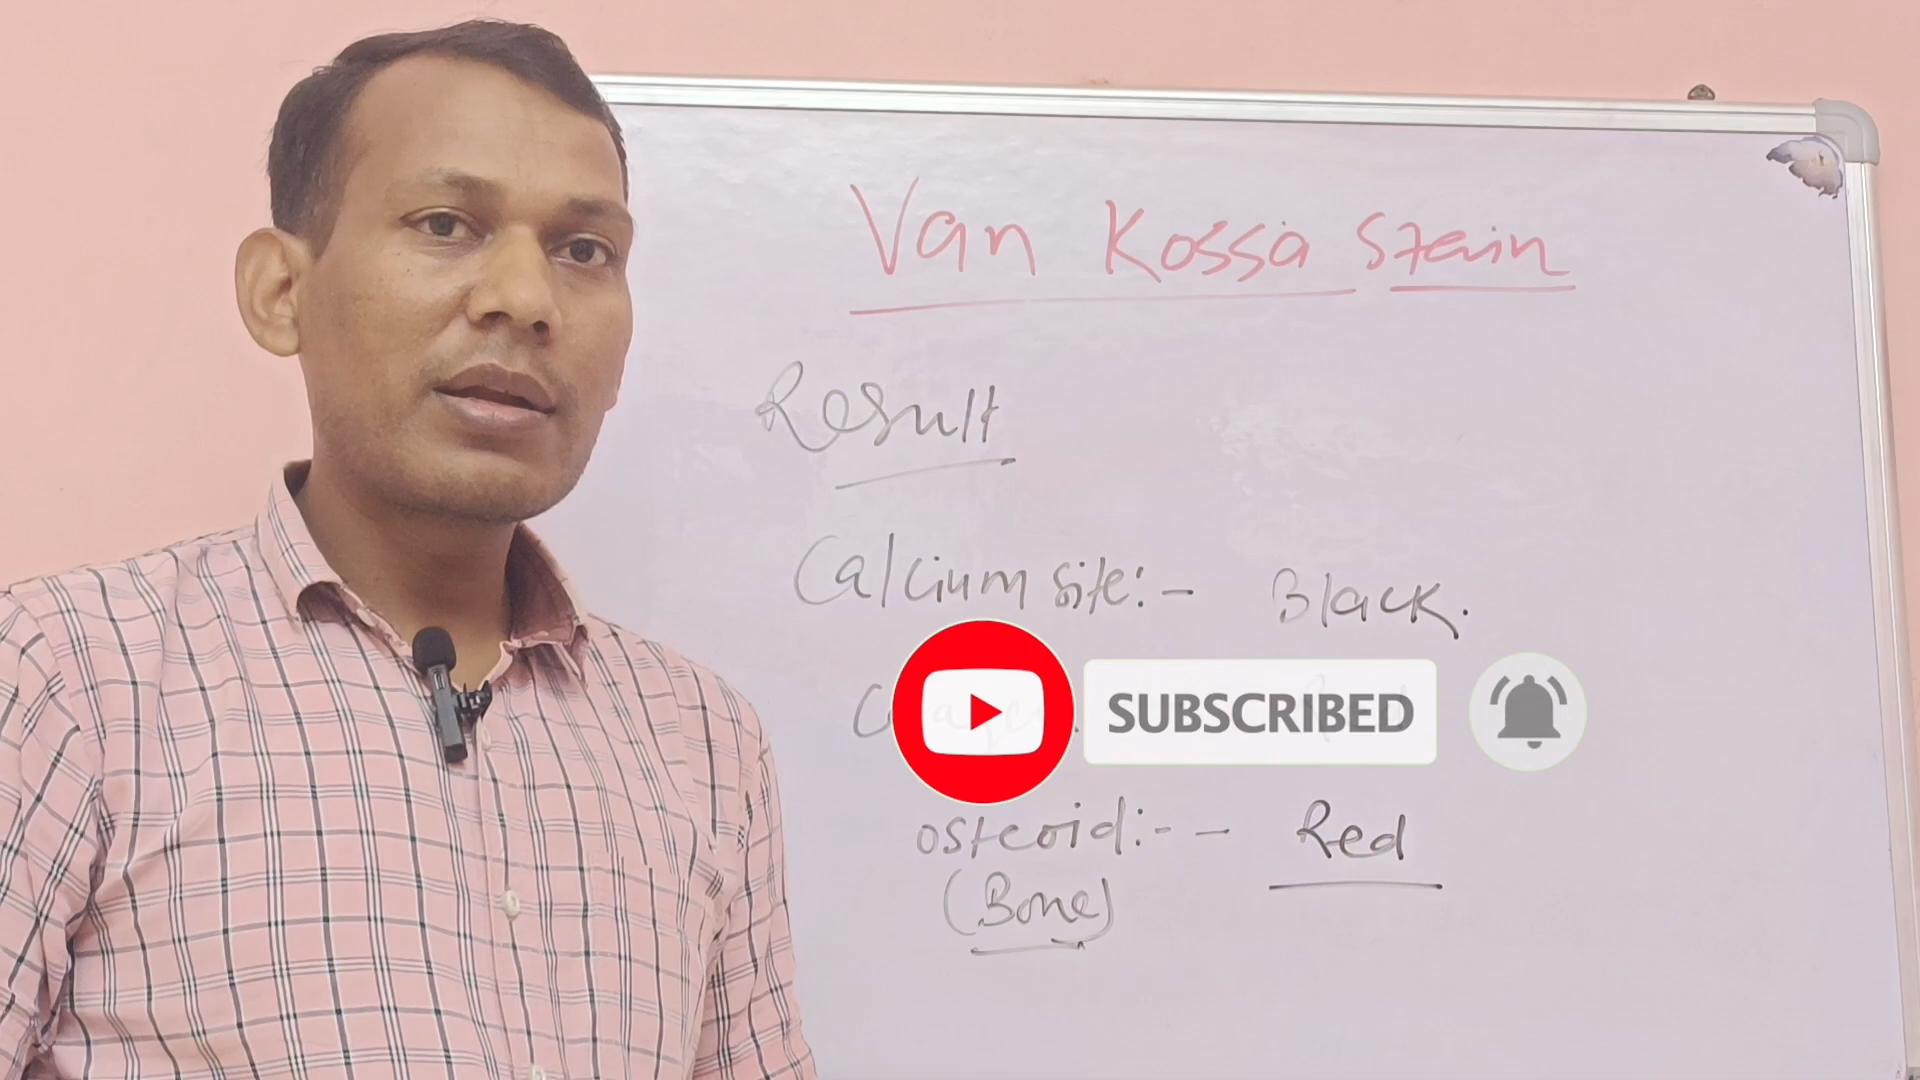 Van Kossa Stain
Result
Calcium site:- Black.
SUBSCRIBED
osteoid:-- Red
(Bone)